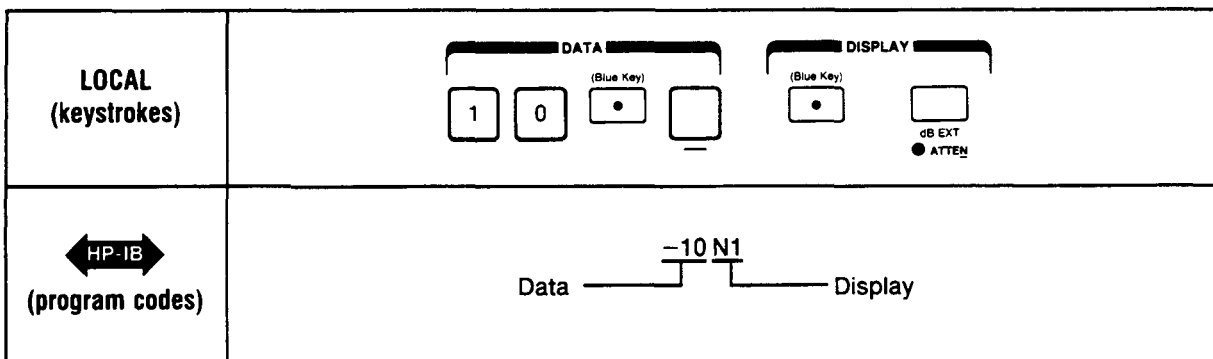 LOCAL
(keystrokes)
DATA
DISPLAY
(Blue Key)
(Blue Key)
1 0
dB EXT
● ATTEN
HP-IB
(program codes)
−10 N1
Data
Display